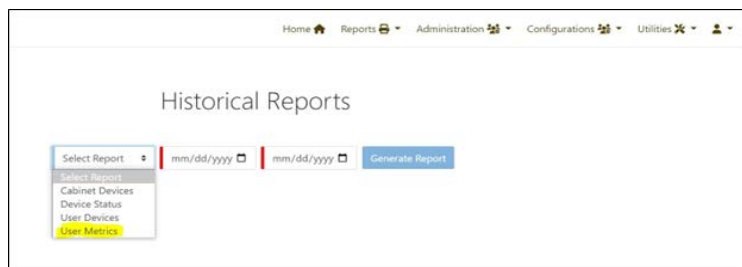 Home Reports Administration Configurations Utilities
Historical Reports
Select Report mm/dd/yyyy mm/dd/yyyy Generate Report
Select Report
Cabinet Devices
Device Status
User Devices
User Metrics